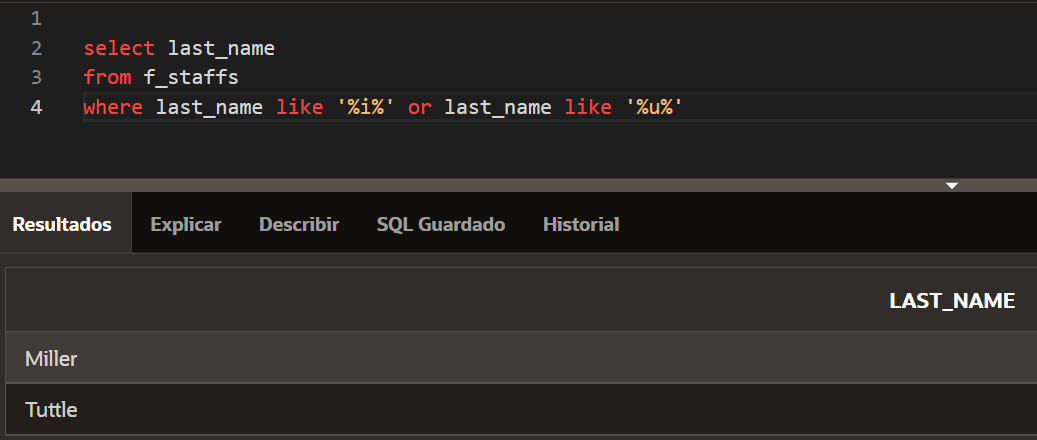 1
2 select last_name
3 from f_staffs
4 where last_name like '%i%' or last_name like '%u%'
Resultados Explicar Describir SQL Guardado Historial
LAST_NAME
Miller
Tuttle